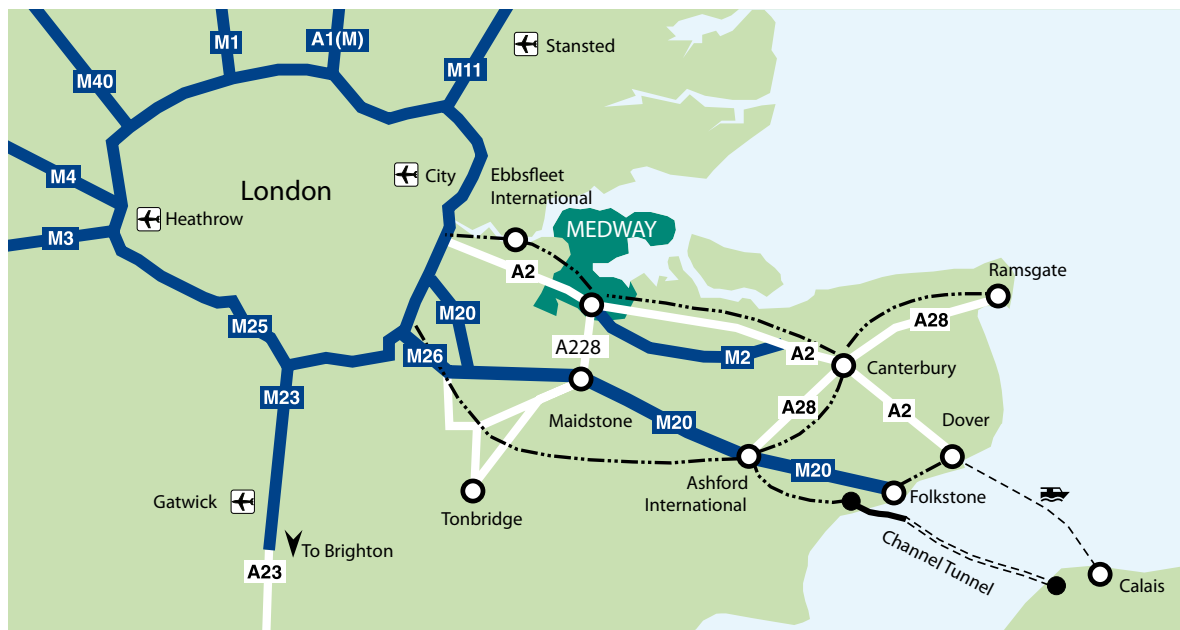 Stansted
M1
A1(M)
M11
M40
City
Ebbsfleet
International
M4
London
Heathrow
MEDWAY
M3
A2
Ramsgate
M20
A28
M25
A228
M26
M2
A2
Canterbury
M23
A28
A2
Maidstone
M20
Dover
M20
Ashford
International
Gatwick
Folkstone
Tonbridge
To Brighton
Channel Tunnel
A23
Calais